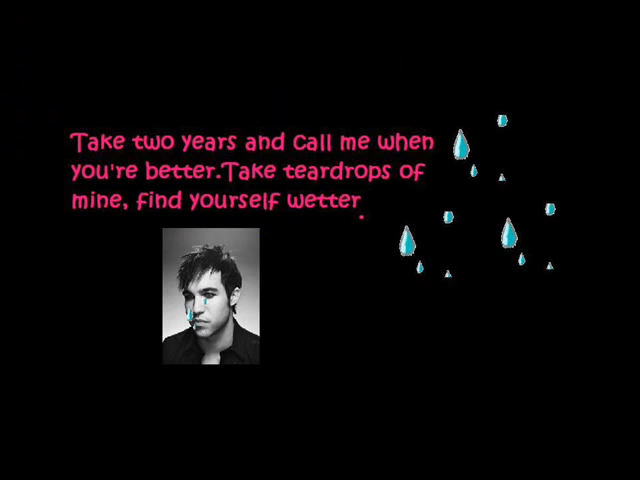 Take two years and call me when
you're better.Take teardrops of
mine, find yourself wetter.